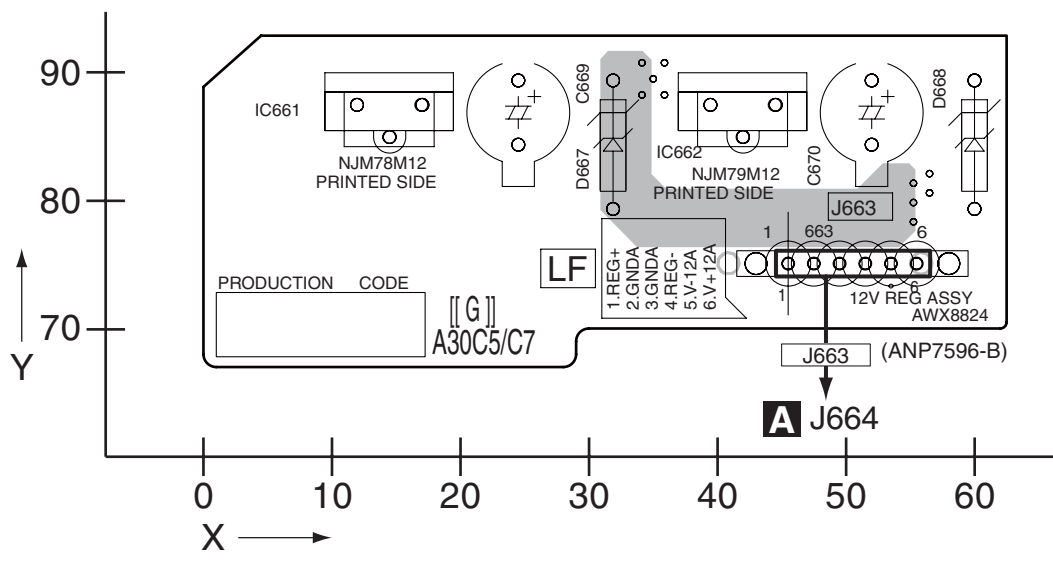 90
80
70
Y
0
10
20
30
40
50
60
X
IC661
NJM78M12
PRINTED SIDE
C669
D667
IC662
NJM79M12
PRINTED SIDE
C670
D668
J663
1
663
6
LF
1.REG+
2.GNDA
3.GNDA
4.REG-
5.V-12A
6.V+12A
1
6
12V REG ASSY
AWX8824
PRODUCTION CODE
[[ G ]]
A30C5/C7
J663
(ANP7596-B)
A J664